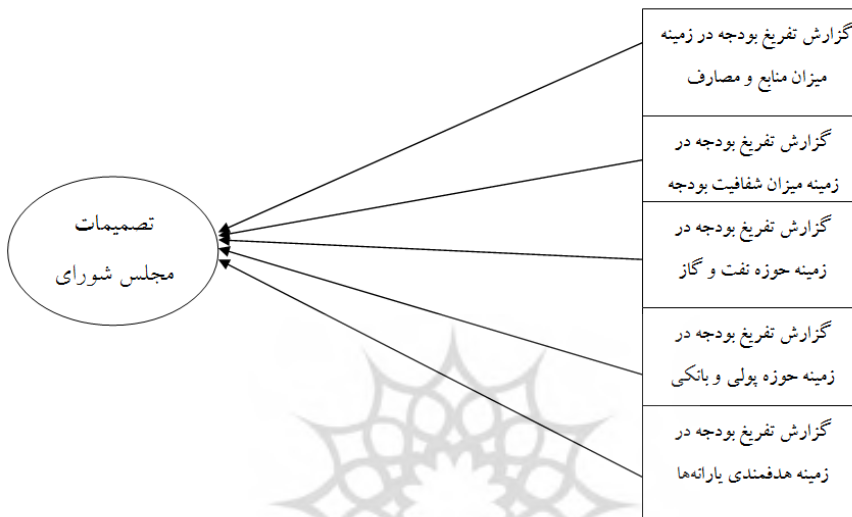 گزارش تفریغ بودجه در زمینه
میزان منابع و مصارف
گزارش تفریغ بودجه در
زمینه میزان شفافیت بودجه
گزارش تفریغ بودجه در
زمینه حوزه نفت و گاز
گزارش تفریغ بودجه در
زمینه حوزه پولی و بانکی
گزارش تفریغ بودجه در
زمینه هدفمندی یارانه‌ها
تصمیمات
مجلس شورای